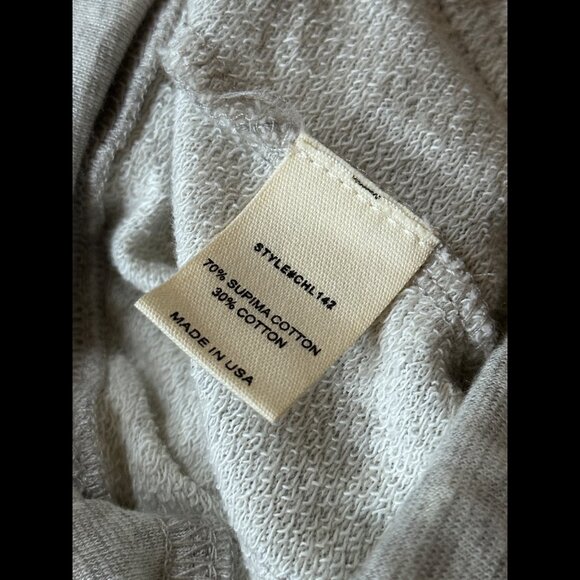 STYLE#CHL142
70% SUPIMA COTTON
30% COTTON
MADE IN USA